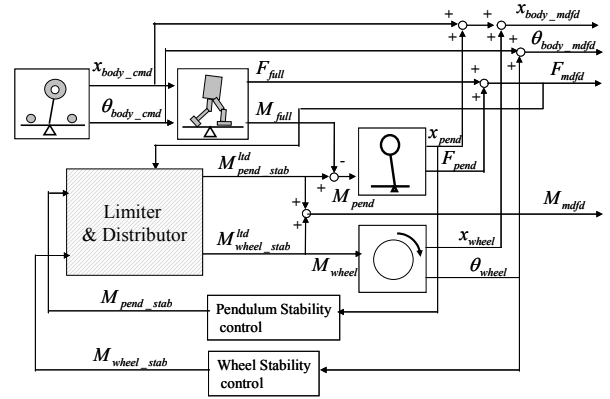 x_body_cmd
θ_body_cmd
F_full
M_full
+
+
+
+
x_body_mdfd
+
+
θ_body_mdfd
+
+
F_mdfd
x_pend
F_pend
-
+
M_pend
M^ltd_pend_stab
Limiter
& Distributor
+
+
M_mdfd
M^ltd_wheel_stab
M_wheel
x_wheel
θ_wheel
M_pend_stab
Pendulum Stability
control
M_wheel_stab
Wheel Stability
control